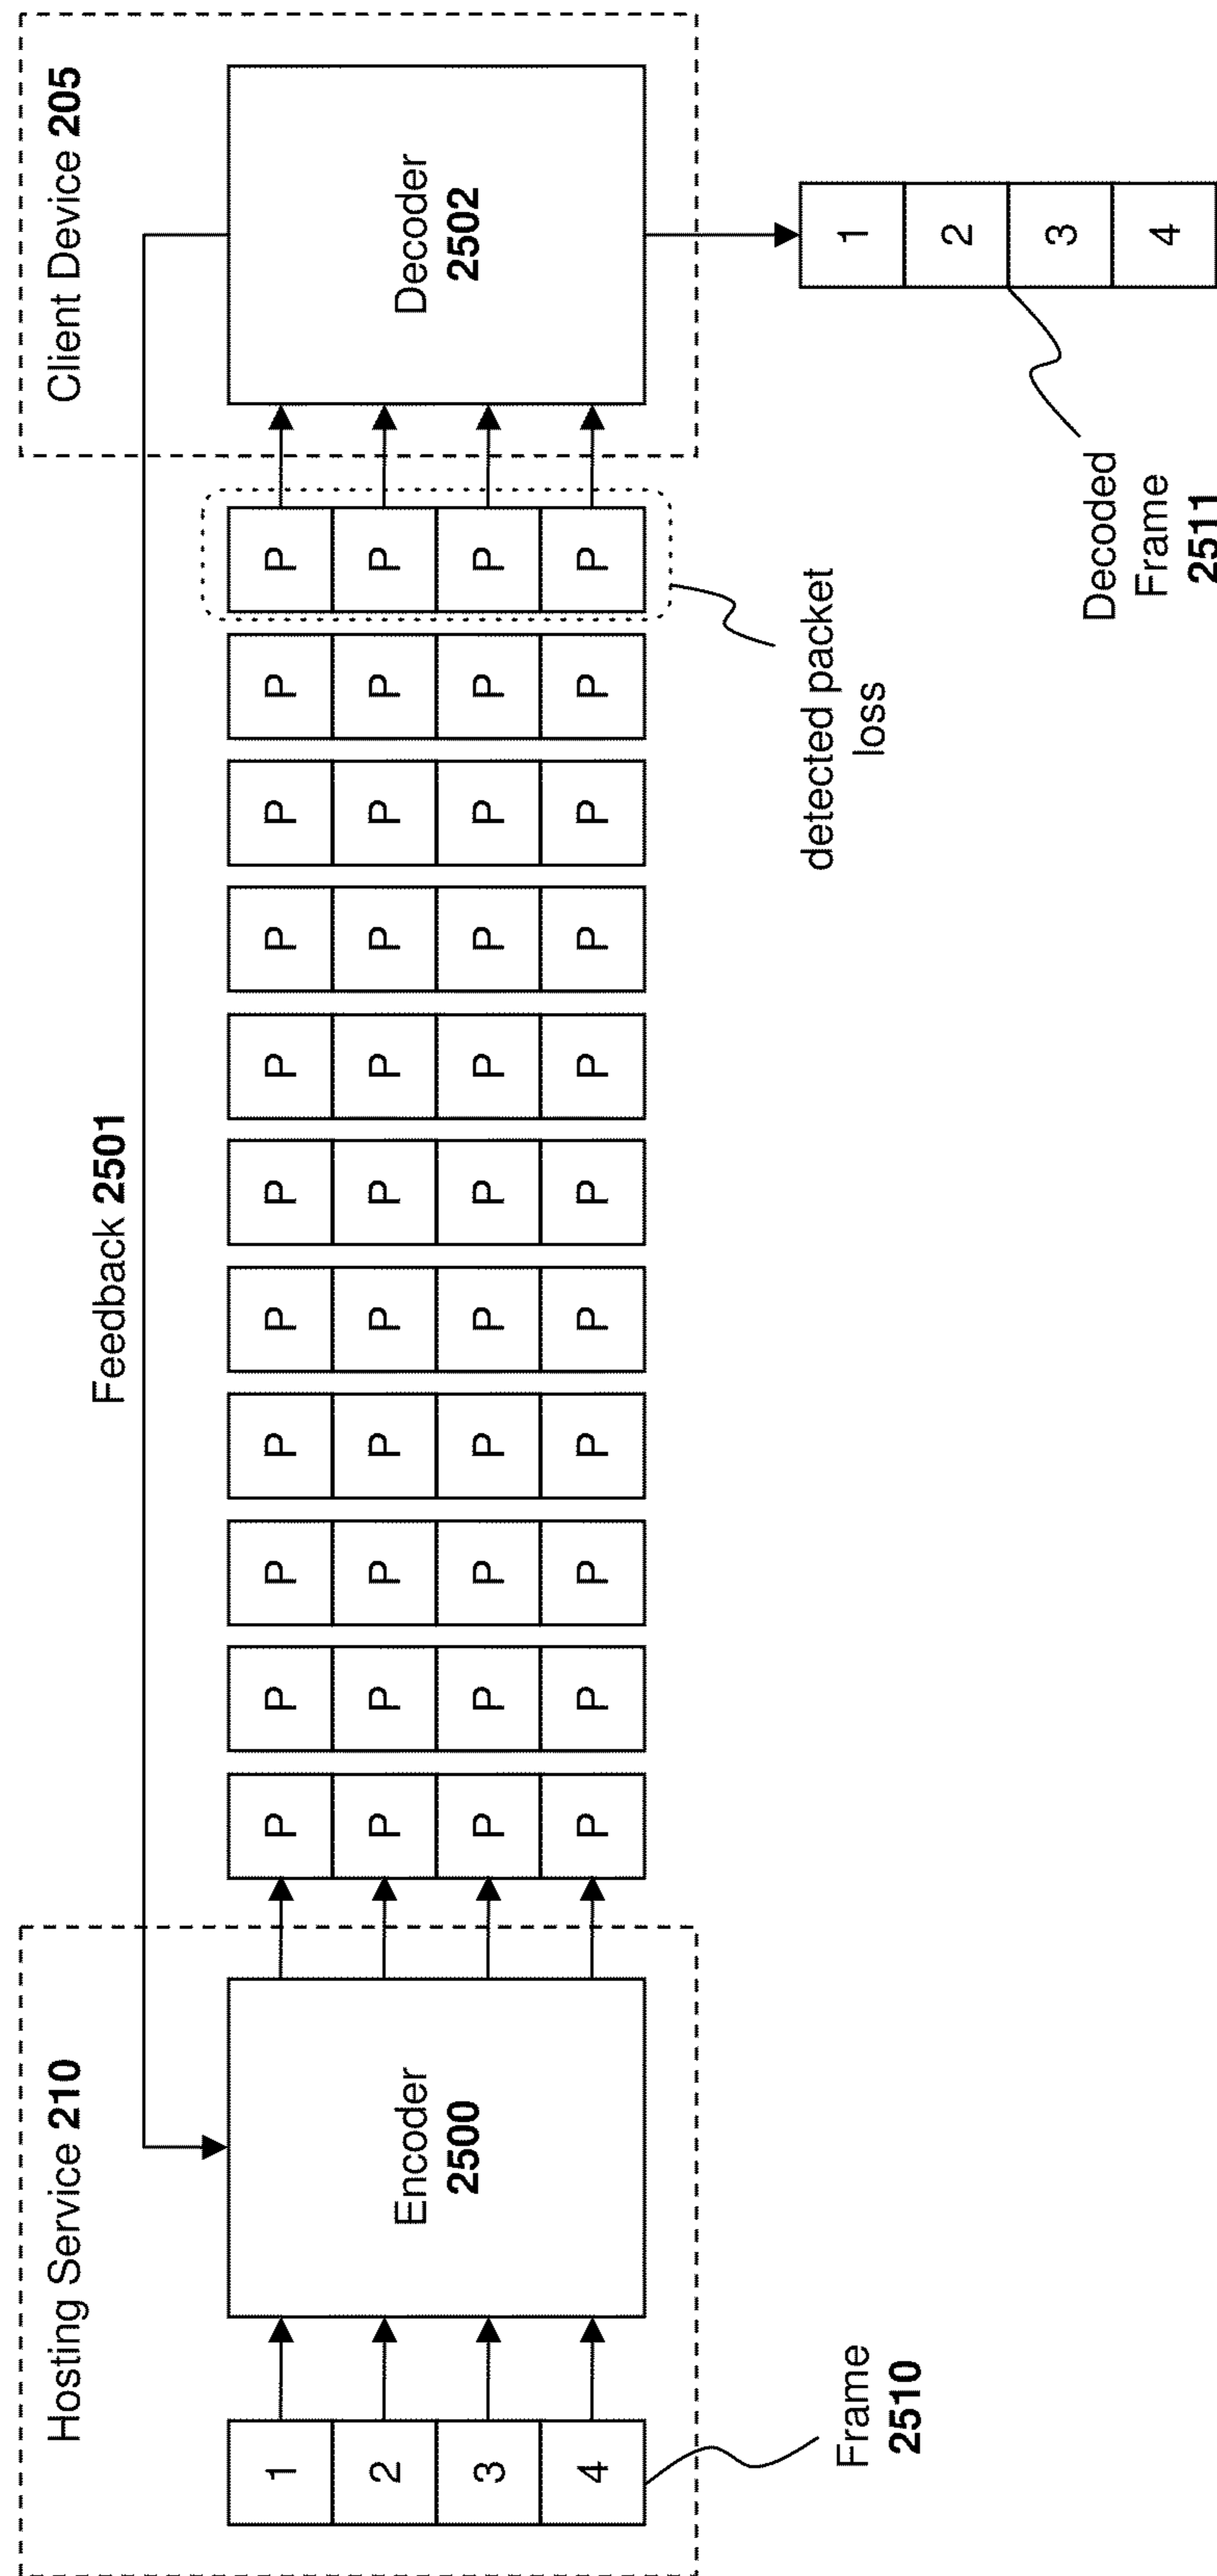 Feedback 2501
Hosting Service 210
Client Device 205
1
2
3
4
Encoder
2500
P P P P P P P P P P P
P P P P P P P P P P P
P P P P P P P P P P P
P P P P P P P P P P P
Decoder
2502
Frame
2510
detected packet
loss
1
2
3
4
Decoded
Frame
2511